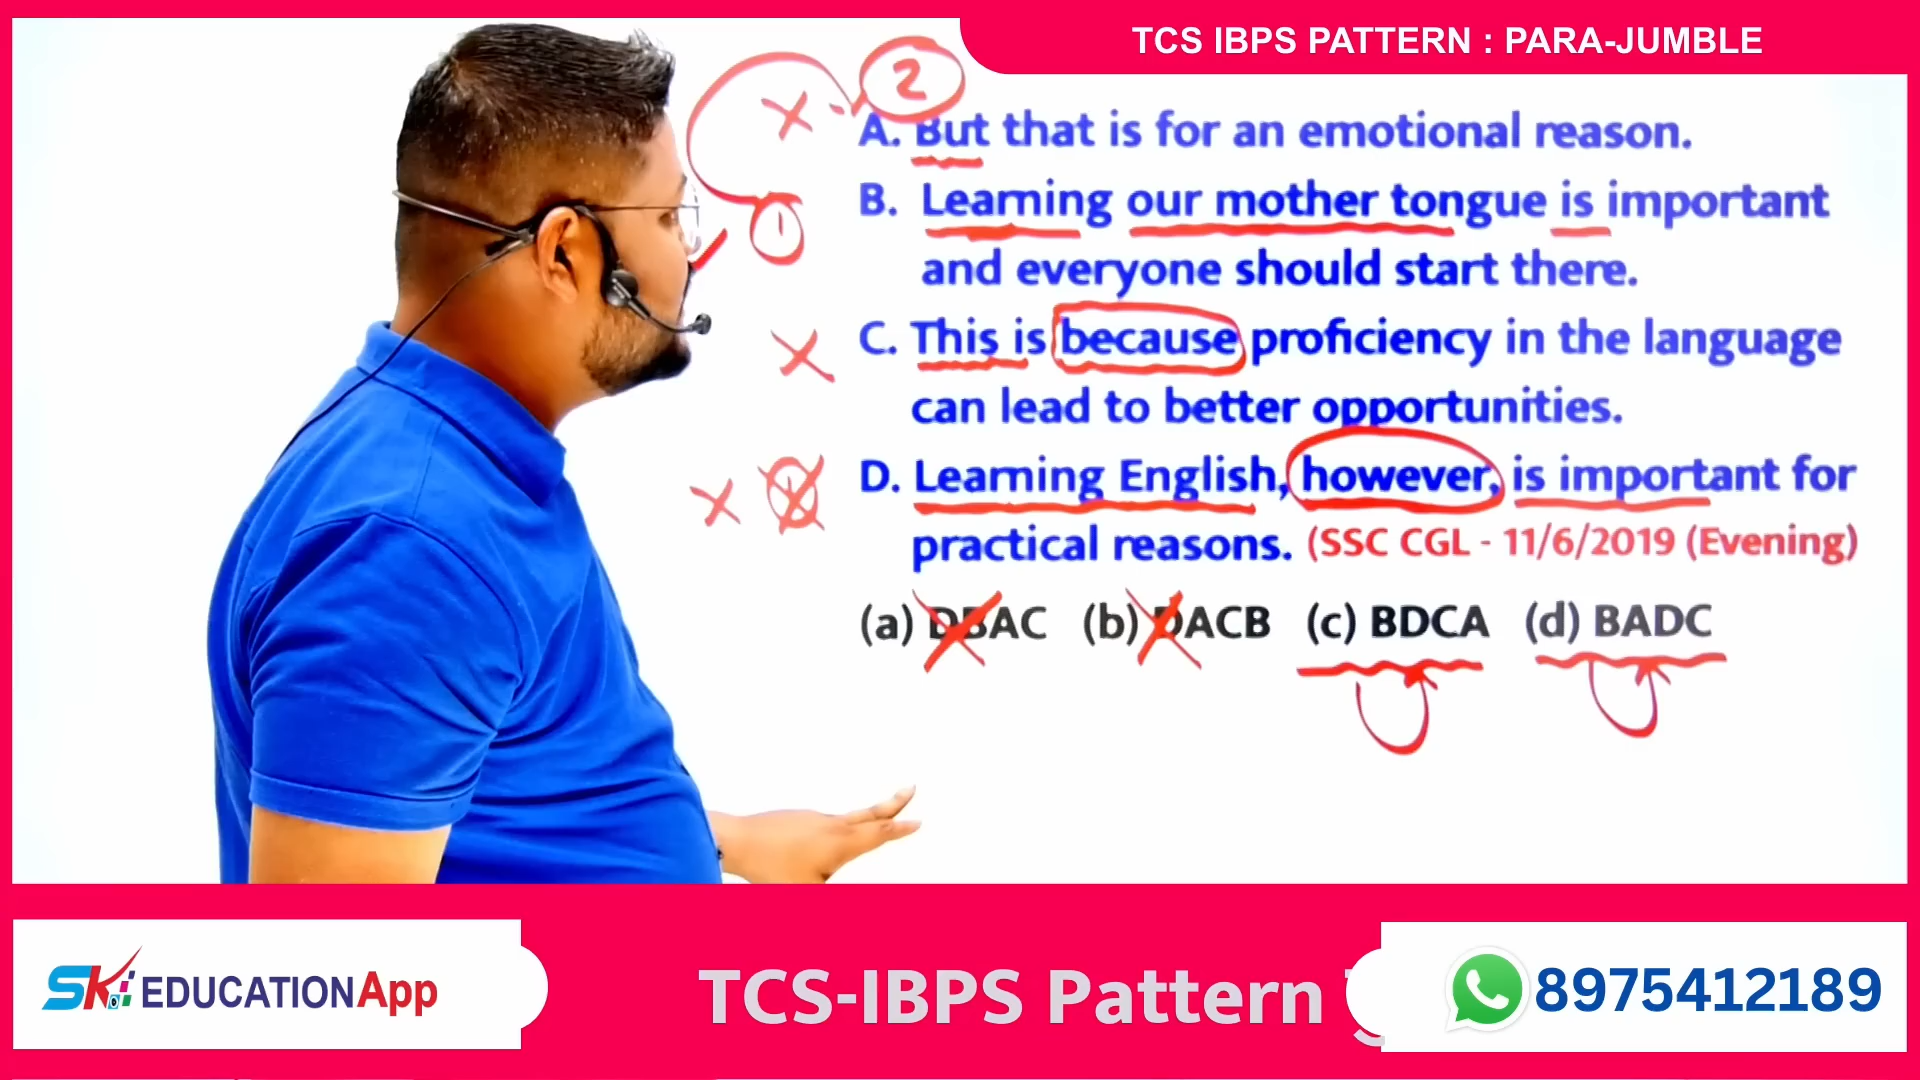 TCS IBPS PATTERN : PARA-JUMBLE
2
A. But that is for an emotional reason.
1
B. Learning our mother tongue is important
and everyone should start there.
C. This is because proficiency in the language
can lead to better opportunities.
D. Learning English, however, is important for
practical reasons. (SSC CGL - 11/6/2019 (Evening)
(a) DBAC (b) DACB (c) BDCA (d) BADC
SK EDUCATION App
TCS-IBPS Pattern
8975412189